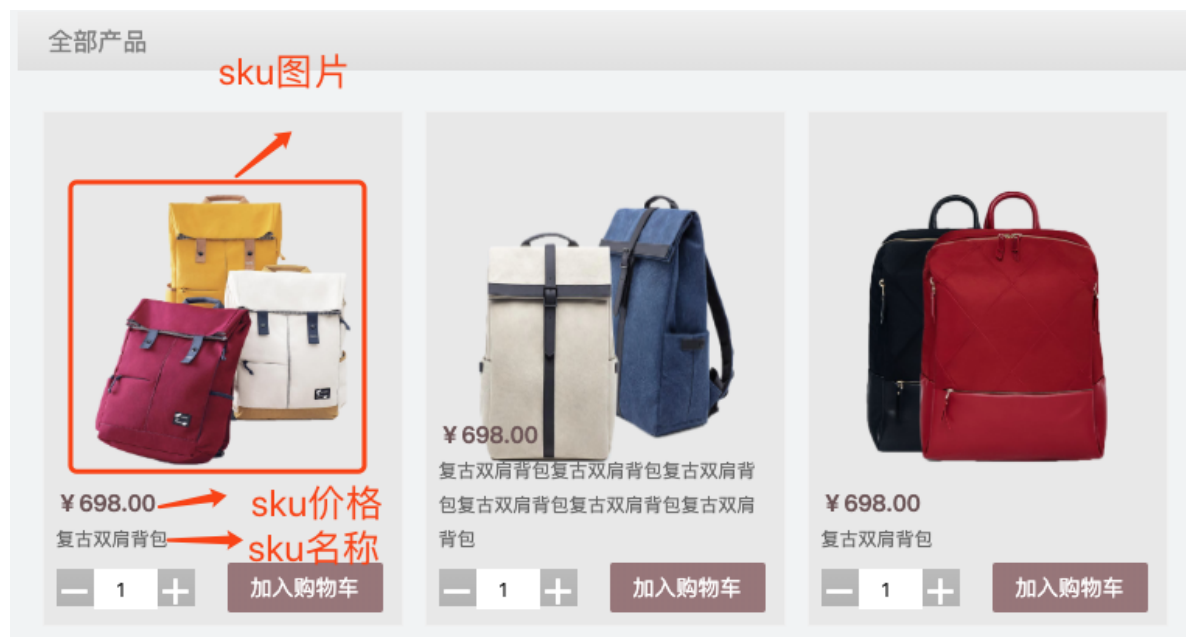 全部产品
sku图片
￥698.00
sku价格
复古双肩背包
sku名称
1
加入购物车
￥698.00
复古双肩背包复古双肩背包复古双肩背
包复古双肩背包复古双肩背包复古双肩
背包
1
加入购物车
￥698.00
复古双肩背包
1
加入购物车